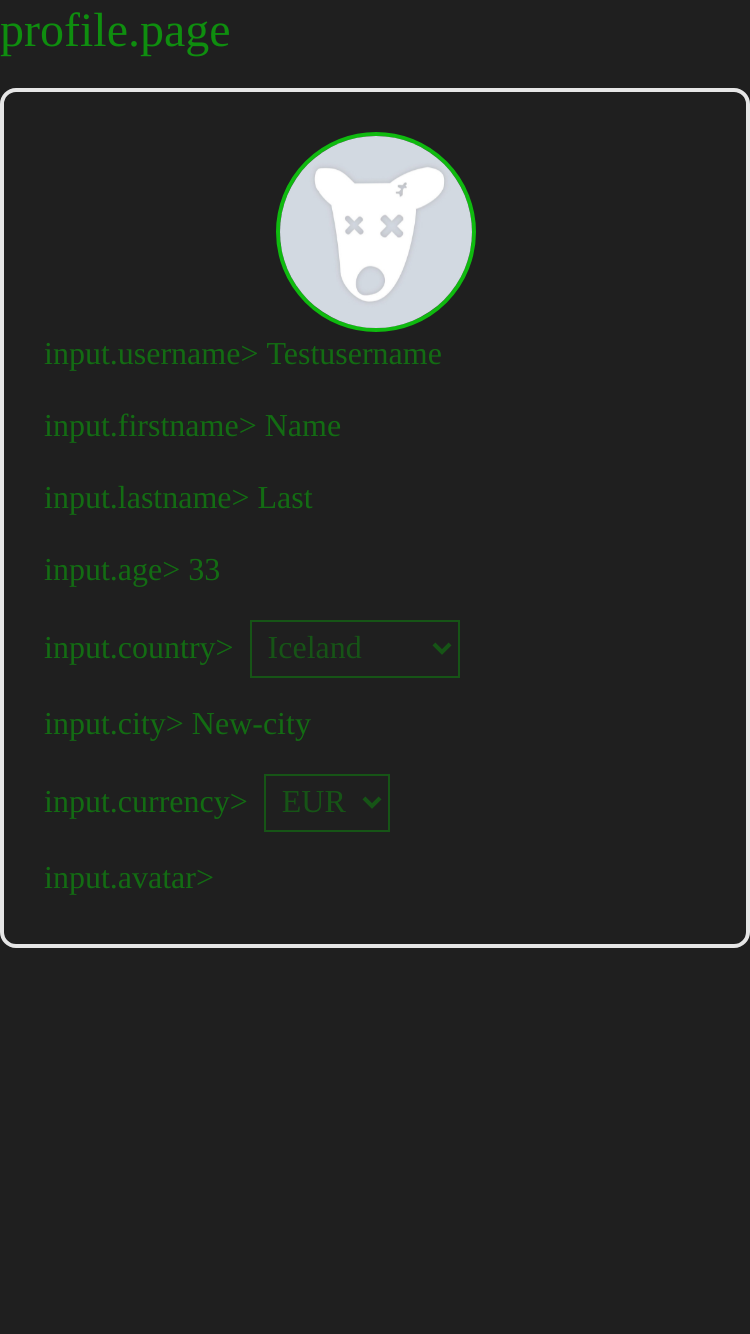 profile.page
input.username> Testusername
input.firstname> Name
input.lastname> Last
input.age> 33
input.country> Iceland
input.city> New-city
input.currency> EUR
input.avatar>